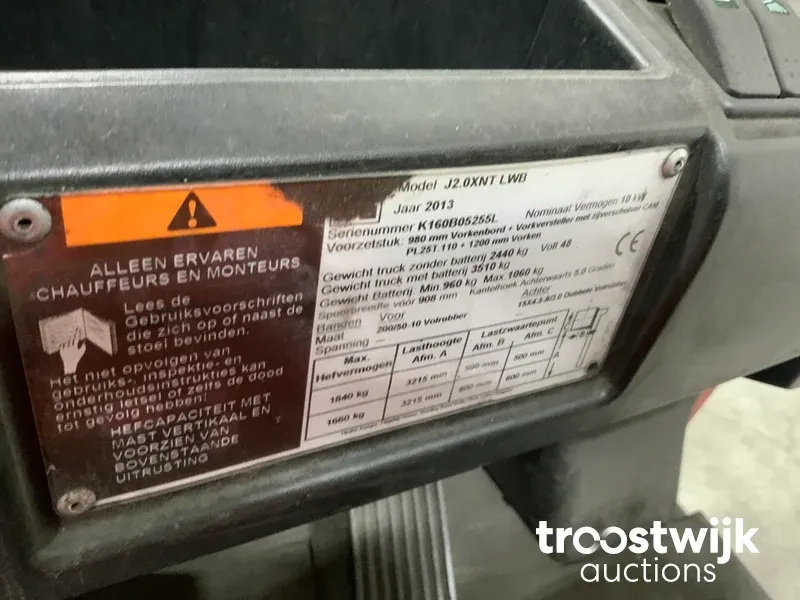 ALLEEN ERVAREN
CHAUFFEURS EN MONTEURS
Lees de
Gebruiksvoorschriften
die zich op of naast de
stoel bevinden.
Het niet opvolgen van
gebruiks-, inspektie- en
onderhoudsinstrukties kan
ernstig letsel of zelfs de dood
tot gevolg hebben!
HEFCAPACITEIT MET
MAST VERTIKAAL EN
VOORZIEN VAN
BOVENSTAANDE
UITRUSTING
Model J2.0XNT LWB
Jaar 2013
Serienummer K160B05255L Nominaal Vermogen 10 kW
Voorzetstuk: 980 mm Vorkenbord + Vorkversteller met zijverschuiver CAM
PL25T 110 + 1200 mm Vorken
Gewicht truck zonder batterij 2440 kg Volt 48
Gewicht truck met batterij 3510 kg
Gewicht Batterij: Min. 960 kg Max. 1060 kg
Spoorbreedte vóór 908 mm Kantelhoek Achterwaarts 5.0 Graden
Banden Voor Achter
Maat 200/50-10 Volrubber 15X4.5-8/3.0 Dubbele Volrubber
Spanning
CE
Max. Hefvermogen Lasthoogte Afm. A Lastzwaartepunt Afm. B Afm. C
1840 kg 3215 mm 500 mm 500 mm
1660 kg 3215 mm 600 mm 600 mm
A
troostwijk
auctions